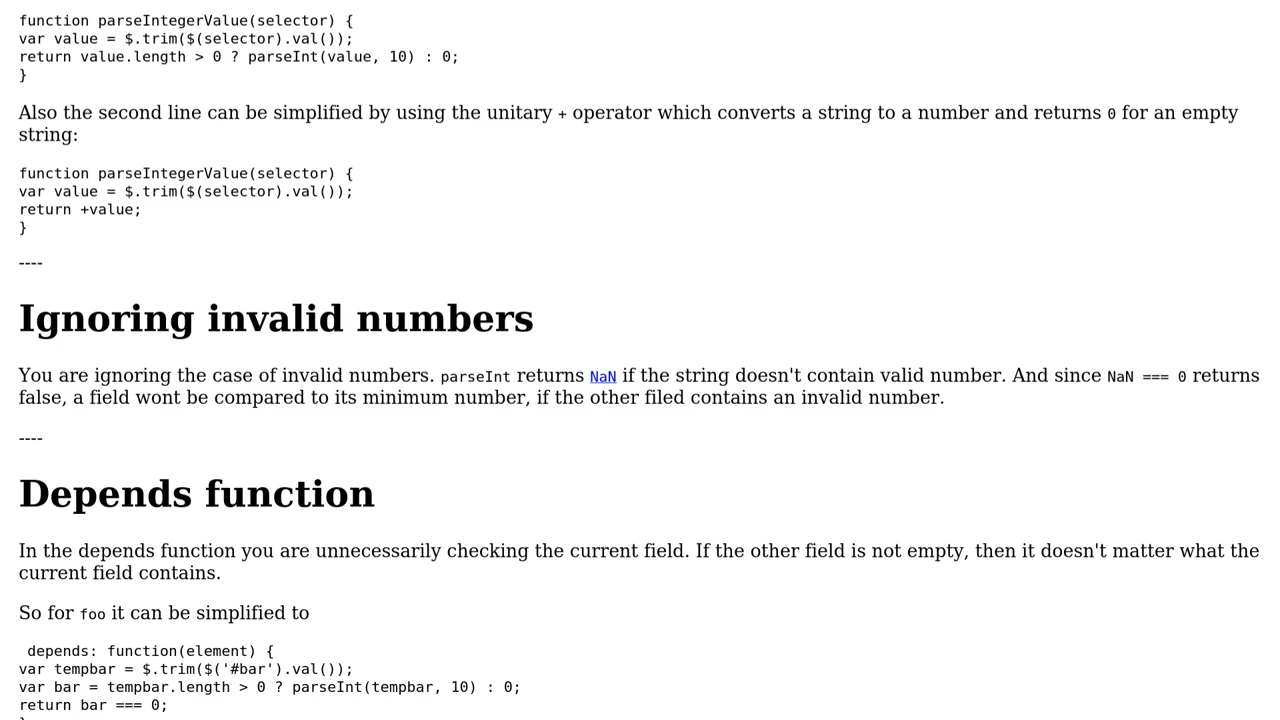 function parseIntegerValue(selector) {
var value = $.trim($(selector).val());
return value.length > 0 ? parseInt(value, 10) : 0;
}
Also the second line can be simplified by using the unitary + operator which converts a string to a number and returns 0 for an empty
string:
function parseIntegerValue(selector) {
var value = $.trim($(selector).val());
return +value;
}
----
Ignoring invalid numbers
You are ignoring the case of invalid numbers. parseInt returns NaN if the string doesn't contain valid number. And since NaN === 0 returns
false, a field wont be compared to its minimum number, if the other filed contains an invalid number.
----
Depends function
In the depends function you are unnecessarily checking the current field. If the other field is not empty, then it doesn't matter what the
current field contains.
So for foo it can be simplified to
depends: function(element) {
var tempbar = $.trim($('#bar').val());
var bar = tempbar.length > 0 ? parseInt(tempbar, 10) : 0;
return bar === 0;
}